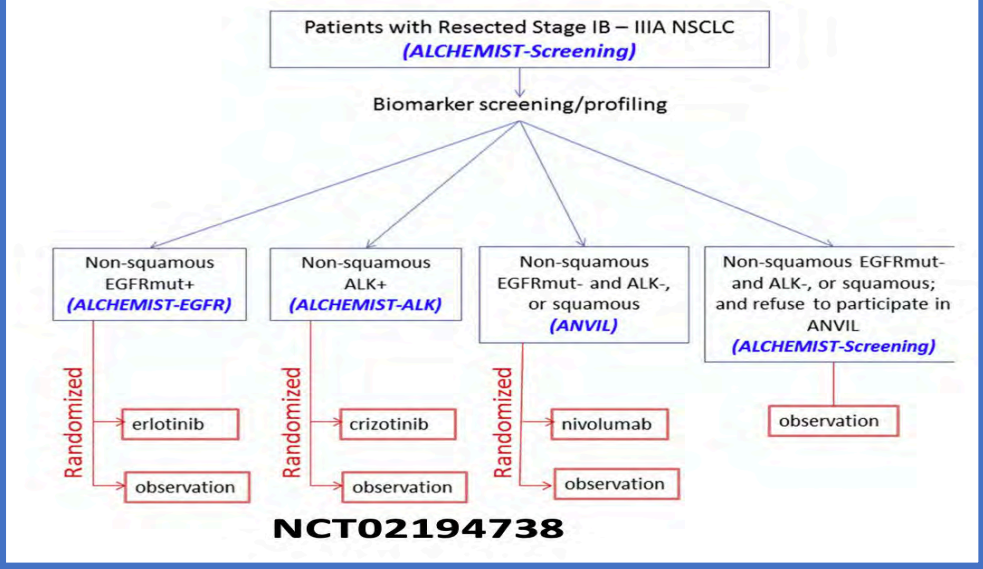 Patients with Resected Stage IB – IIIA NSCLC
(ALCHEMIST-Screening)
Biomarker screening/profiling
Non-squamous
EGFRmut+
(ALCHEMIST-EGFR)
Non-squamous
ALK+
(ALCHEMIST-ALK)
Non-squamous
EGFRmut- and ALK-,
or squamous
(ANVIL)
Non-squamous EGFRmut-
and ALK-, or squamous;
and refuse to participate in
ANVIL
(ALCHEMIST-Screening)
Randomized
erlotinib
observation
Randomized
crizotinib
observation
Randomized
nivolumab
observation
observation
NCT02194738